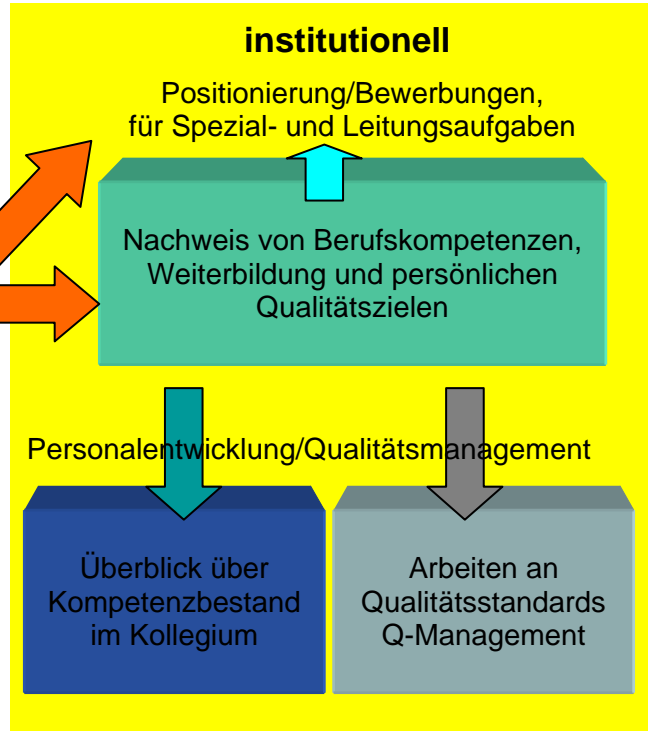 institutionell
Positionierung/Bewerbungen,
für Spezial- und Leitungsaufgaben
Nachweis von Berufskompetenzen,
Weiterbildung und persönlichen
Qualitätszielen
Personalentwicklung/Qualitätsmanagement
Überblick über
Kompetenzbestand
im Kollegium
Arbeiten an
Qualitätsstandards
Q-Management